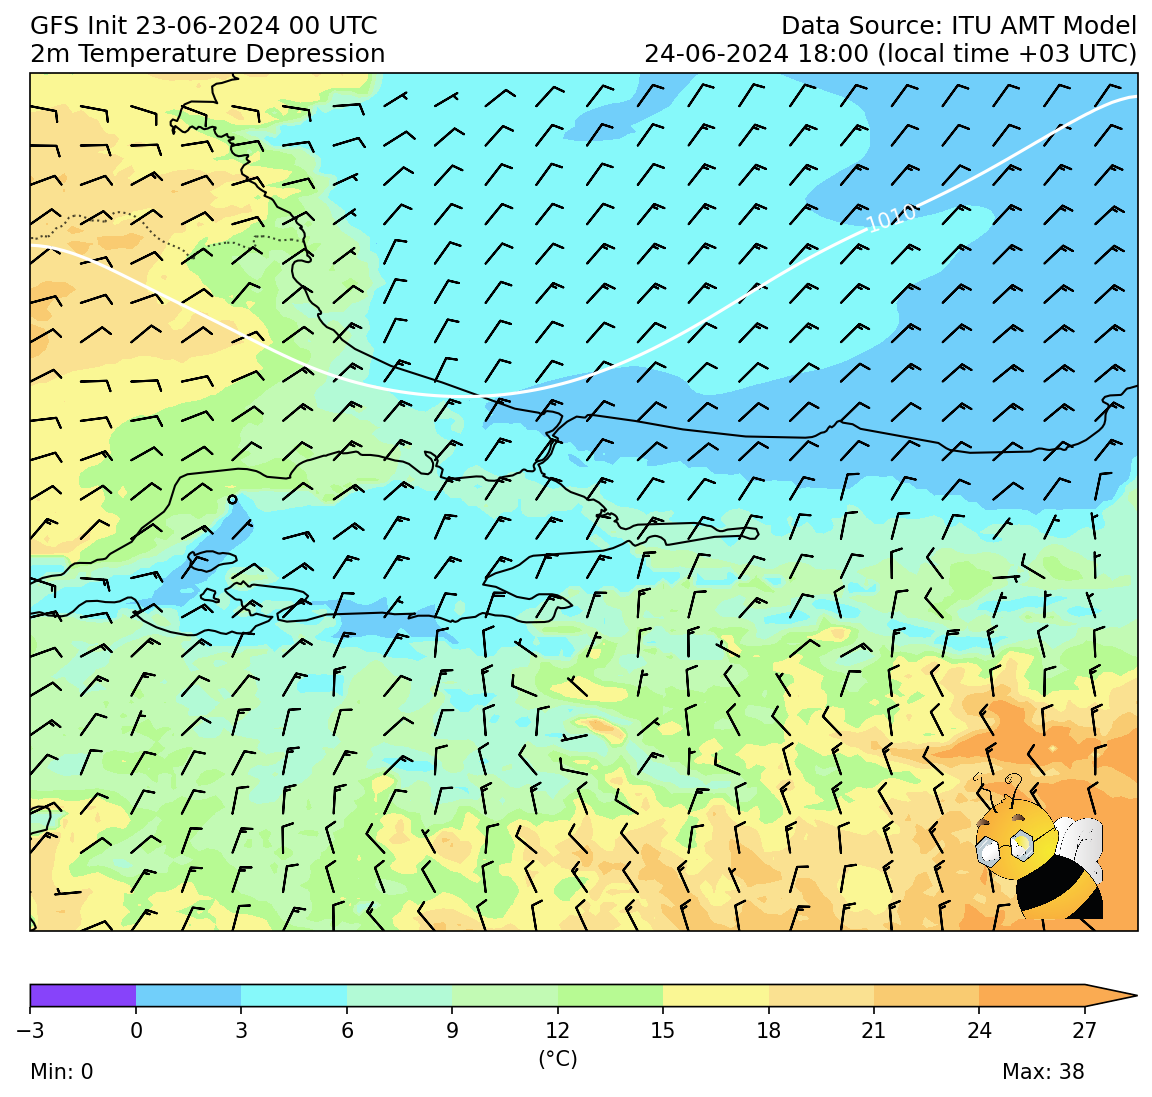 GFS Init 23-06-2024 00 UTC
2m Temperature Depression
Data Source: ITU AMT Model
24-06-2024 18:00 (local time +03 UTC)
1010
−3 0 3 6 9 12 15 18 21 24 27
(°C)
Min: 0
Max: 38